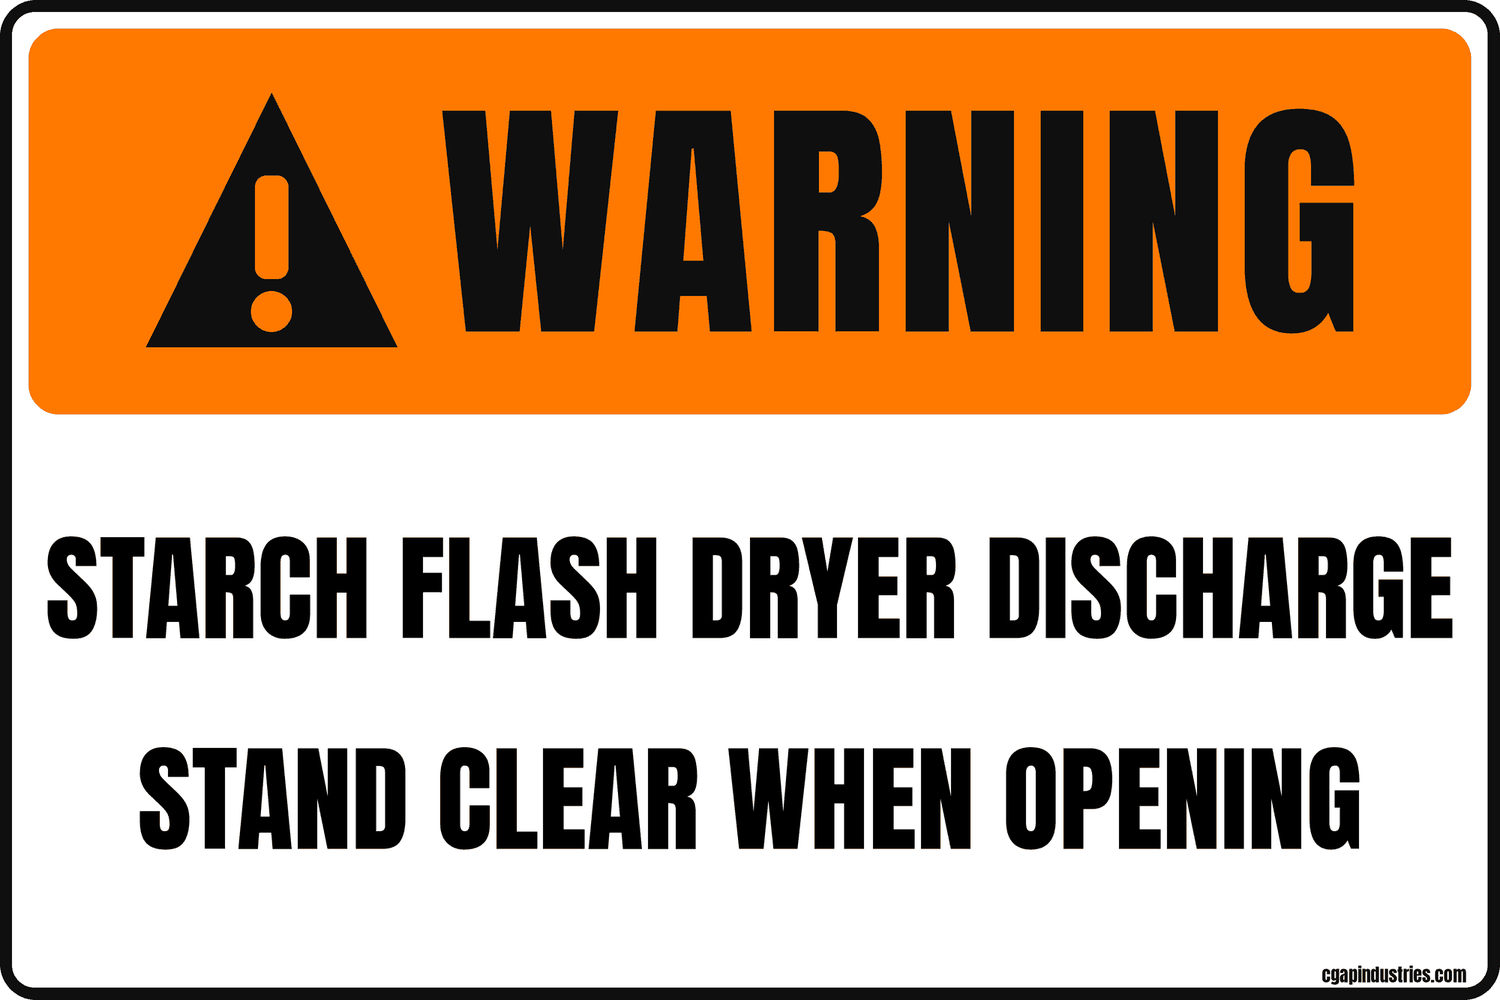 WARNING
STARCH FLASH DRYER DISCHARGE
STAND CLEAR WHEN OPENING
cgapindustries.com